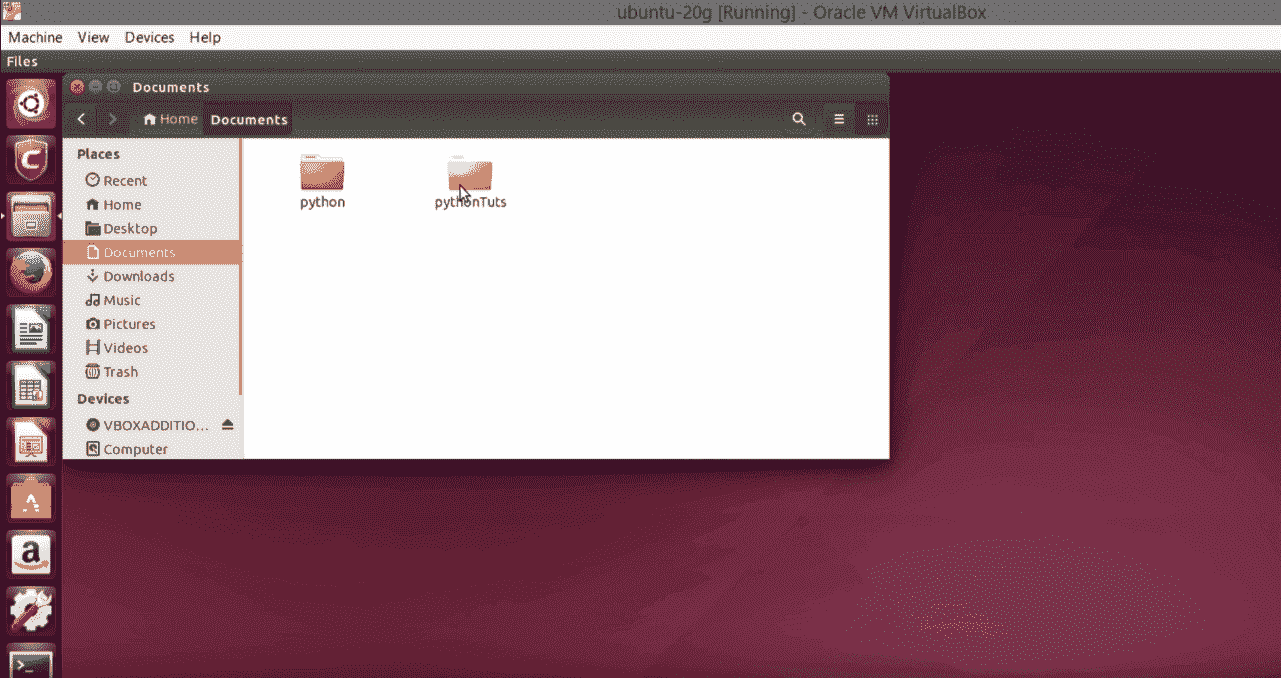 ubuntu-20g [Running] - Oracle VM VirtualBox
Machine View Devices Help
Files
Documents
Home Documents
Places
Recent
Home
Desktop
Documents
Downloads
Music
Pictures
Videos
Trash
Devices
VBOXADDITIO...
Computer
python
pythonTuts